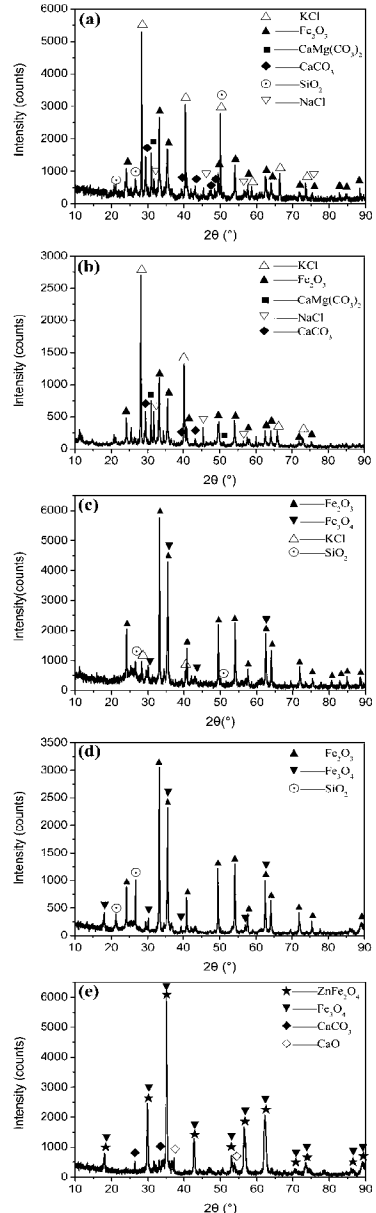 (a)
KCl
Fe2O3
CaMg(CO3)2
CaCO3
SiO2
NaCl
6000
5000
4000
3000
2000
1000
0
Intensity (counts)
10 20 30 40 50 60 70 80 90
2θ (°)
(b)
KCl
Fe2O3
CaMg(CO3)2
NaCl
CaCO3
3000
2500
2000
1500
1000
500
0
Intensity (counts)
10 20 30 40 50 60 70 80 90
2θ (°)
(c)
Fe2O3
Fe3O4
KCl
SiO2
6000
5000
4000
3000
2000
1000
0
Intensity(counts)
10 20 30 40 50 60 70 80 90
2θ(°)
(d)
Fe2O3
Fe3O4
SiO2
3500
3000
2500
2000
1500
1000
500
0
Intensity (counts)
10 20 30 40 50 60 70 80 90
2θ (°)
(e)
ZnFe2O4
Fe3O4
CaCO3
CaO
6000
5000
4000
3000
2000
1000
0
Intensity (counts)
10 20 30 40 50 60 70 80 90
2θ (°)